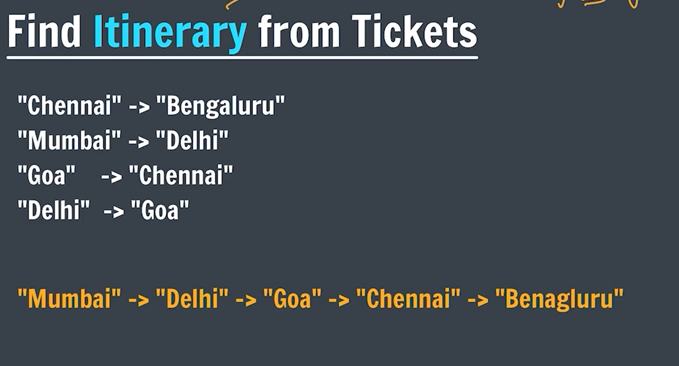 Find Itinerary from Tickets
"Chennai" -> "Bengaluru"
"Mumbai" -> "Delhi"
"Goa" -> "Chennai"
"Delhi" -> "Goa"
"Mumbai" -> "Delhi" -> "Goa" -> "Chennai" -> "Benagluru"